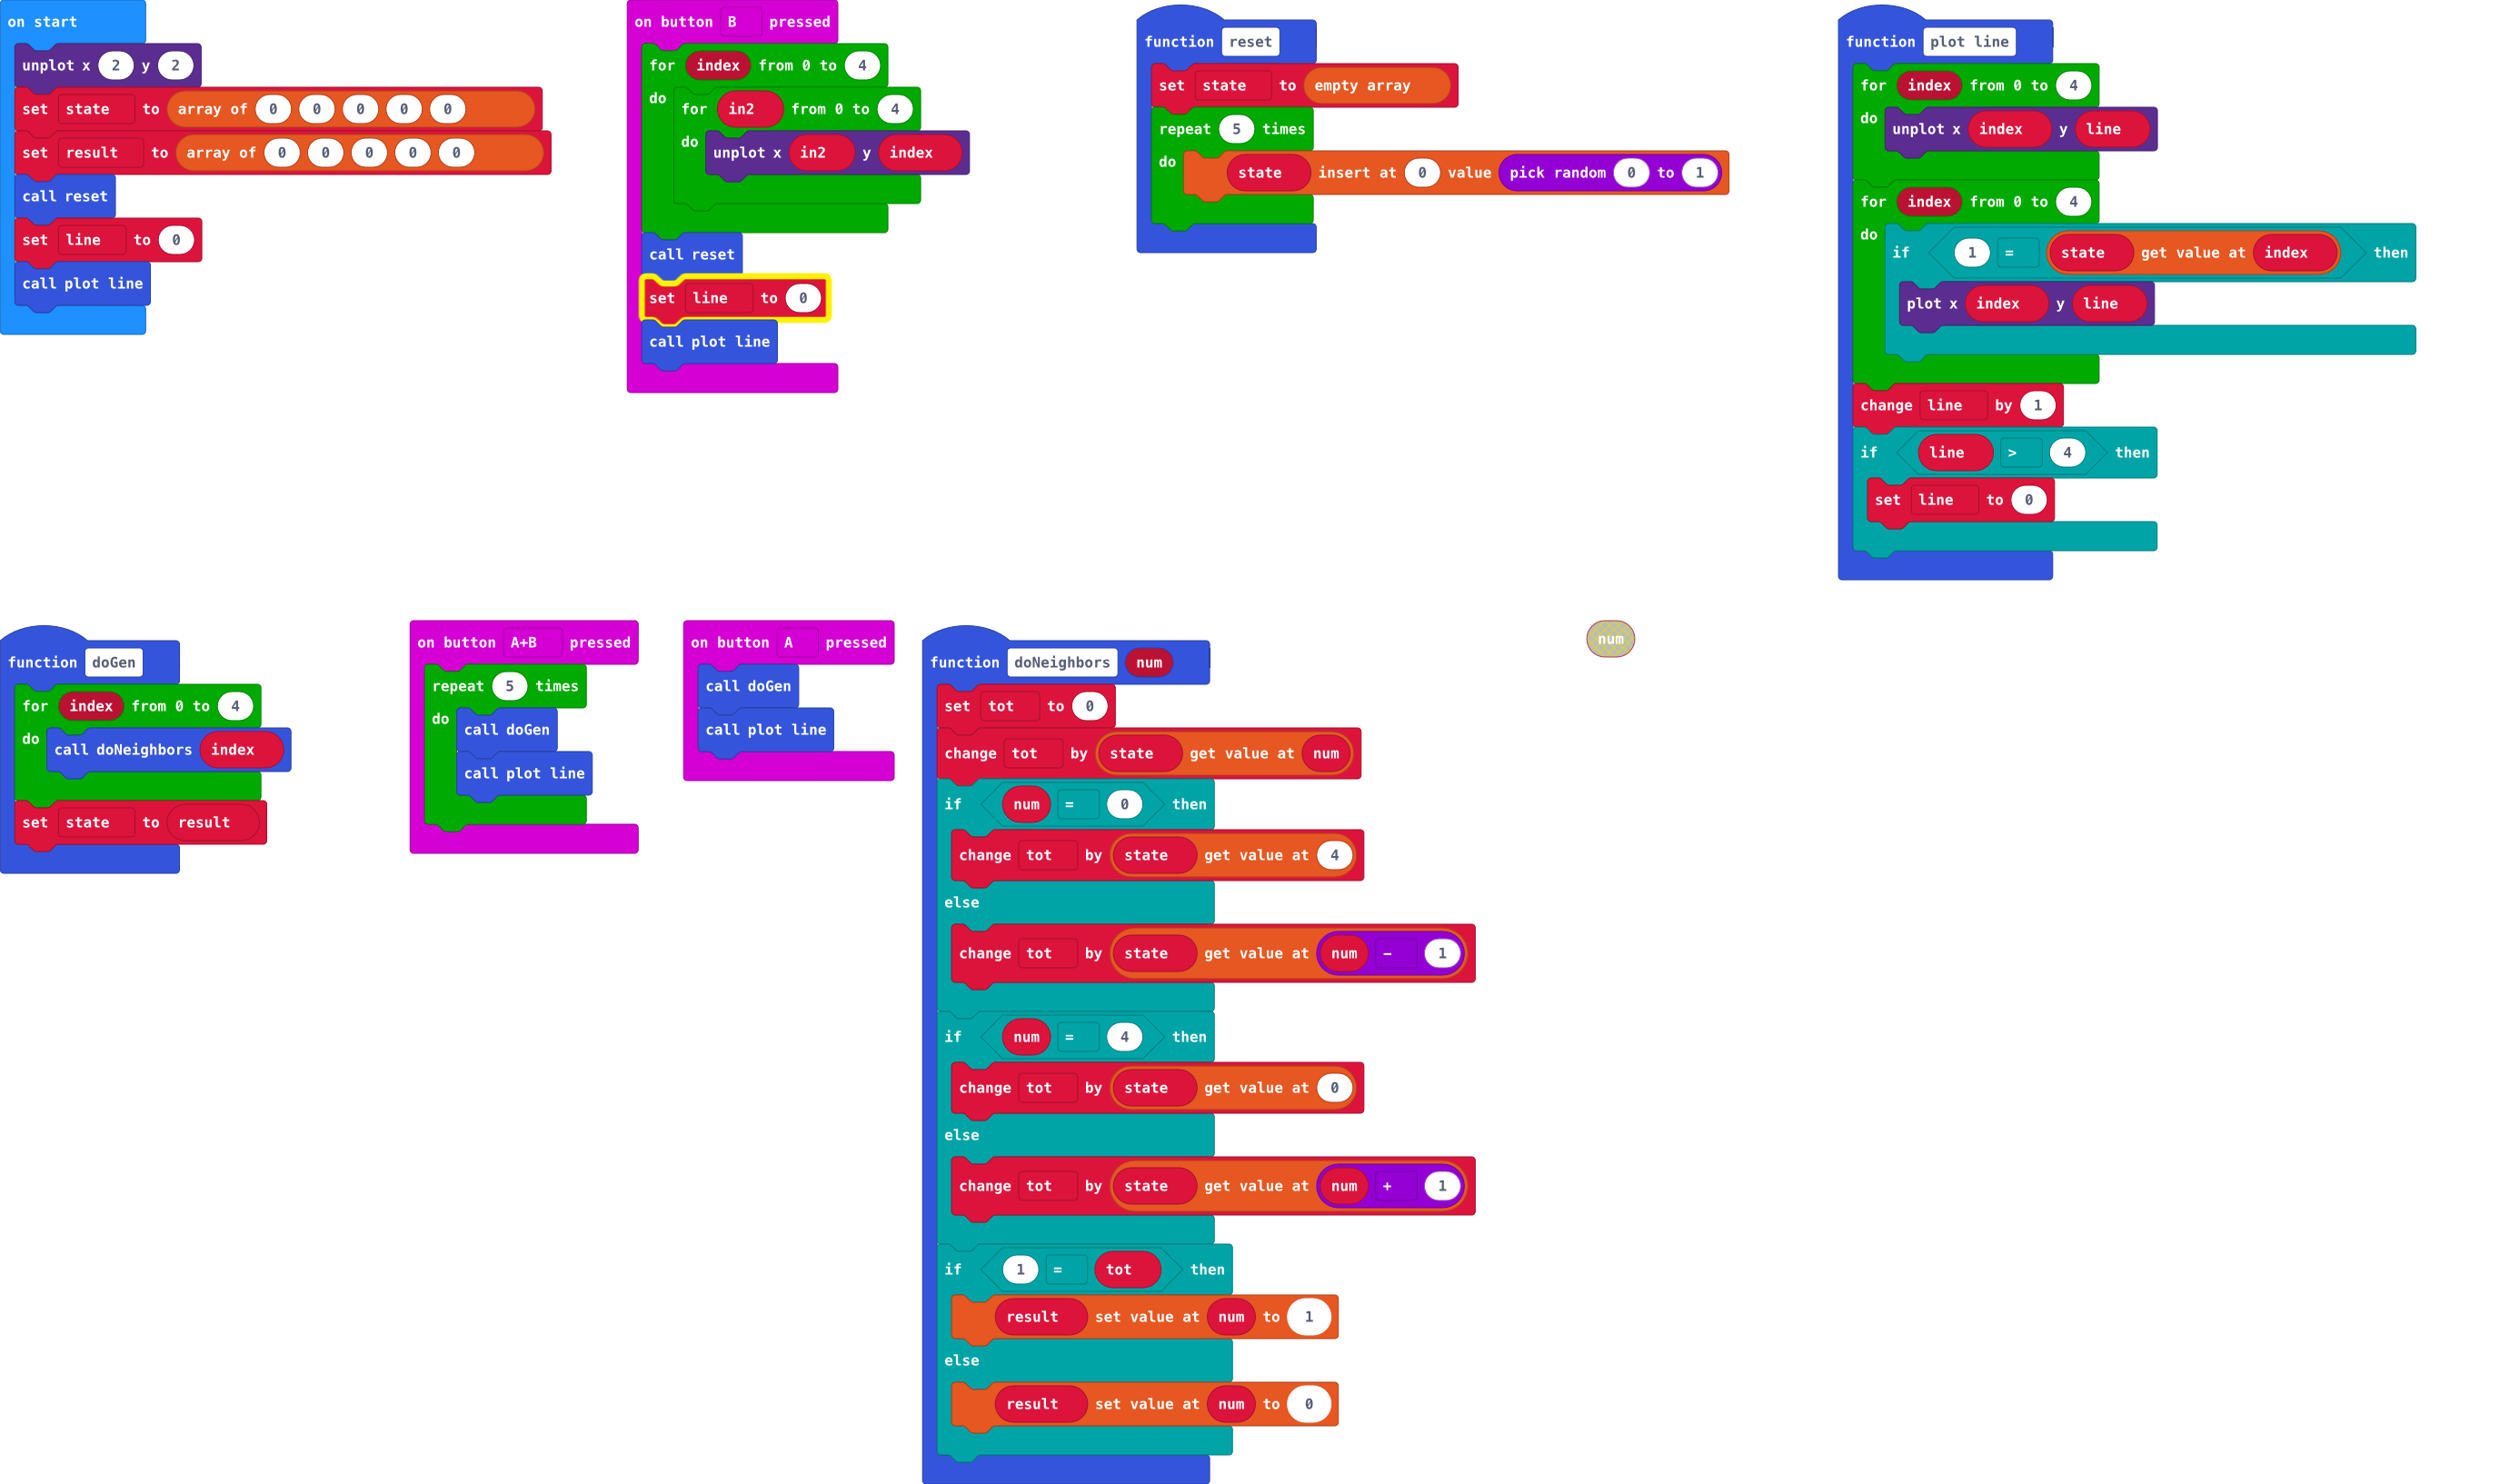 on start
unplot x 2 y 2
set state to array of 0 0 0 0 0
set result to array of 0 0 0 0 0
call reset
set line to 0
call plot line
on button B pressed
for index from 0 to 4
do
for in2 from 0 to 4
do
unplot x in2 y index
call reset
set line to 0
call plot line
function reset
set state to empty array
repeat 5 times
do
state insert at 0 value pick random 0 to 1
function plot line
for index from 0 to 4
do
unplot x index y line
for index from 0 to 4
do
if 1 = state get value at index then
plot x index y line
change line by 1
if line > 4 then
set line to 0
function doGen
for index from 0 to 4
do
call doNeighbors index
set state to result
on button A+B pressed
repeat 5 times
do
call doGen
call plot line
on button A pressed
call doGen
call plot line
function doNeighbors num
set tot to 0
change tot by state get value at num
if num = 0 then
change tot by state get value at 4
else
change tot by state get value at num - 1
if num = 4 then
change tot by state get value at 0
else
change tot by state get value at num + 1
if 1 = tot then
result set value at num to 1
else
result set value at num to 0
num